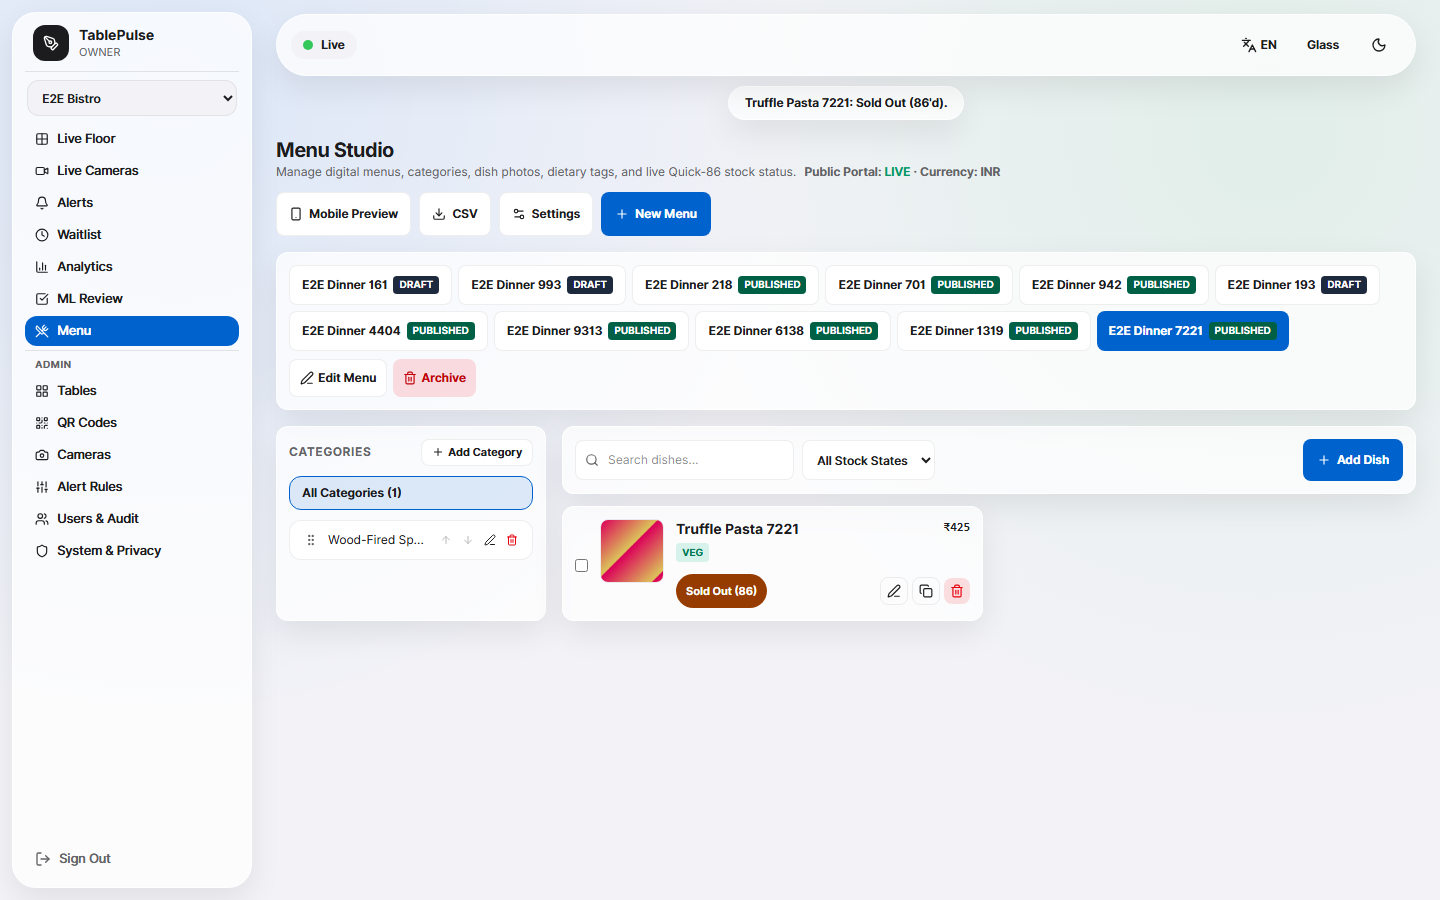 TablePulse
OWNER
E2E Bistro
Live Floor
Live Cameras
Alerts
Waitlist
Analytics
ML Review
Menu
ADMIN
Tables
QR Codes
Cameras
Alert Rules
Users & Audit
System & Privacy
Sign Out
Live
EN
Glass
Truffle Pasta 7221: Sold Out (86'd).
Menu Studio
Manage digital menus, categories, dish photos, dietary tags, and live Quick-86 stock status. Public Portal: LIVE · Currency: INR
Mobile Preview
CSV
Settings
New Menu
E2E Dinner 161 DRAFT
E2E Dinner 993 DRAFT
E2E Dinner 218 PUBLISHED
E2E Dinner 701 PUBLISHED
E2E Dinner 942 PUBLISHED
E2E Dinner 193 DRAFT
E2E Dinner 4404 PUBLISHED
E2E Dinner 9313 PUBLISHED
E2E Dinner 6138 PUBLISHED
E2E Dinner 1319 PUBLISHED
E2E Dinner 7221 PUBLISHED
Edit Menu
Archive
CATEGORIES
Add Category
All Categories (1)
Wood-Fired Sp...
Search dishes...
All Stock States
Add Dish
Truffle Pasta 7221
₹425
VEG
Sold Out (86)